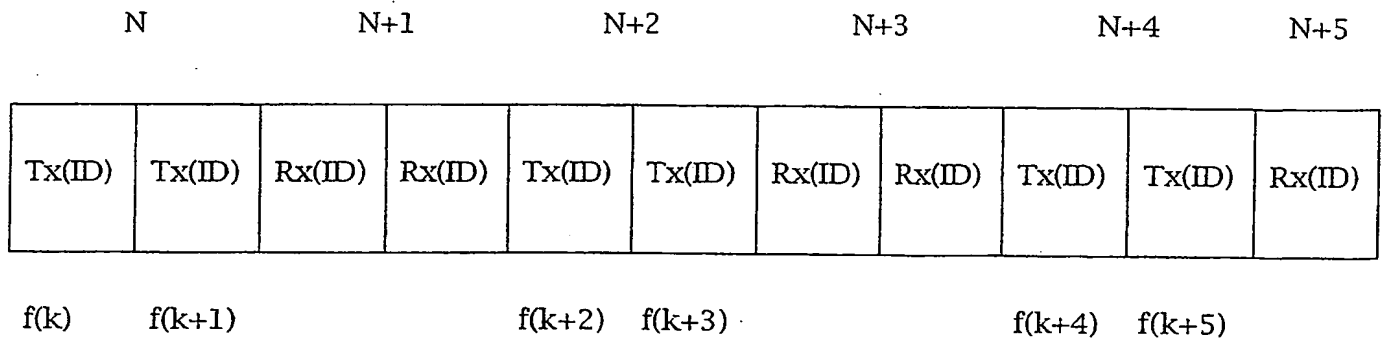 N N+1 N+2 N+3 N+4 N+5
Tx(ID) Tx(ID) Rx(ID) Rx(ID) Tx(ID) Tx(ID) Rx(ID) Rx(ID) Tx(ID) Tx(ID) Rx(ID)
f(k) f(k+1) f(k+2) f(k+3) f(k+4) f(k+5)